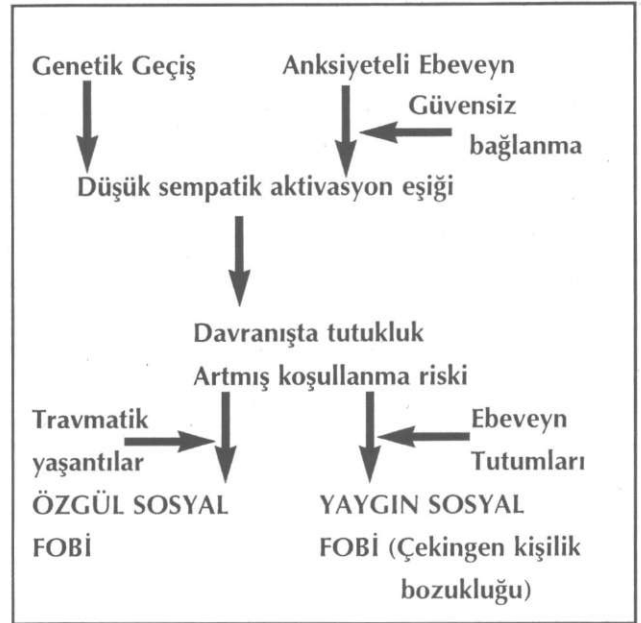 Genetik Geçiş
Anksiyeteli Ebeveyn
Güvensiz
bağlanma
Düşük sempatik aktivasyon eşiği
Davranışta tutukluk
Artmış koşullanma riski
Travmatik
yaşantılar
Ebeveyn
Tutumları
ÖZGÜL SOSYAL
FOBİ
YAYGIN SOSYAL
FOBİ (Çekingen kişilik
bozukluğu)